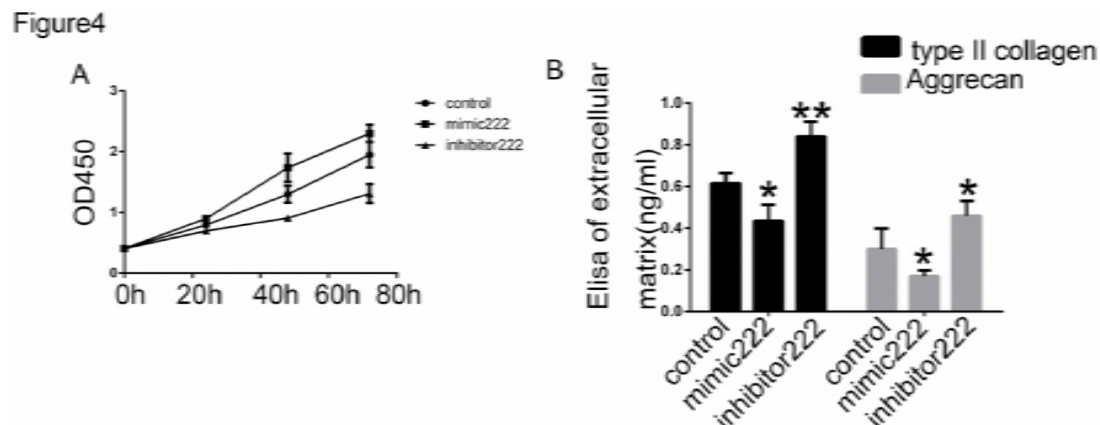 Figure4
A
3
2
1
0
OD450
0h 20h 40h 60h 80h
control
mimic222
inhibitor222
B
type II collagen
Aggrecan
Elisa of extracellular
matrix(ng/ml)
1.0
0.8
0.6
0.4
0.2
0.0
** 
*
*
*
control
mimic222
inhibitor222
control
mimic222
inhibitor222